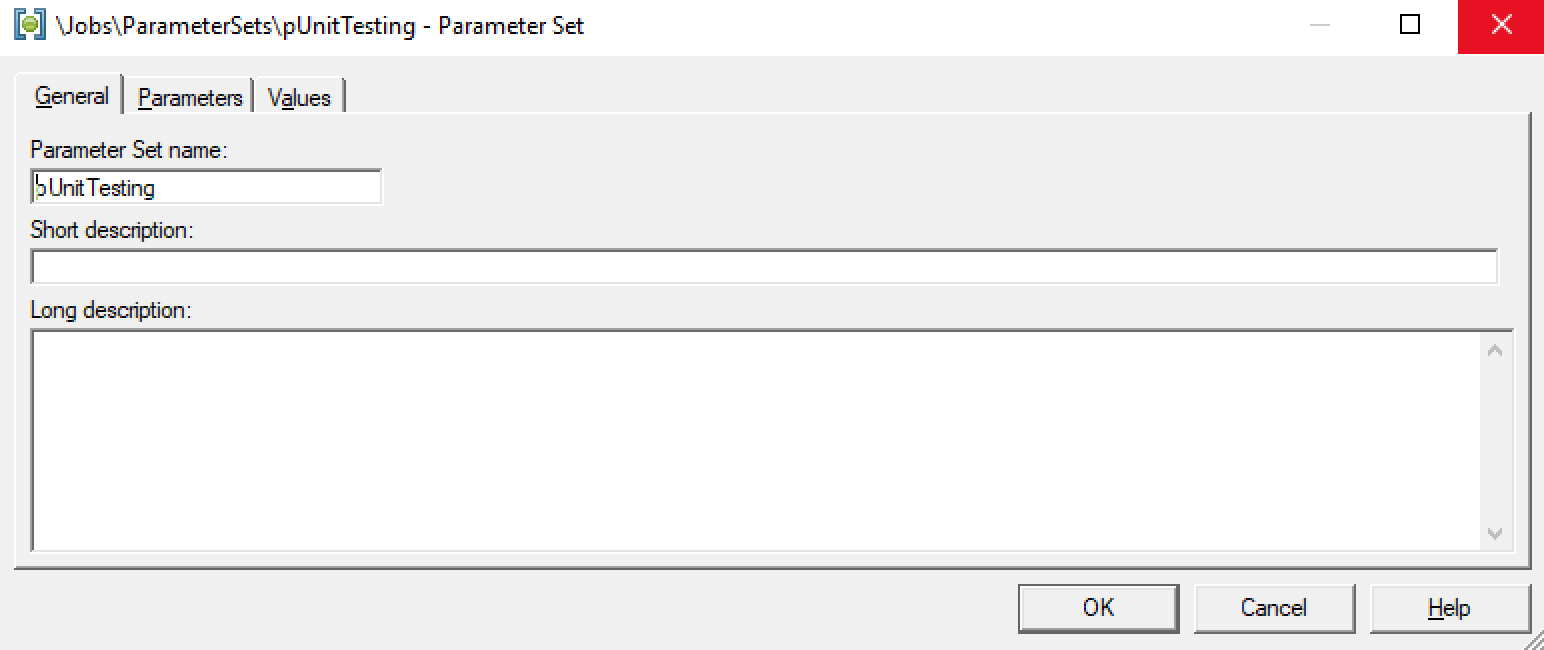 \Jobs\ParameterSets\pUnitTesting - Parameter Set
General Parameters Values
Parameter Set name:
pUnitTesting
Short description:
Long description:
OK Cancel Help